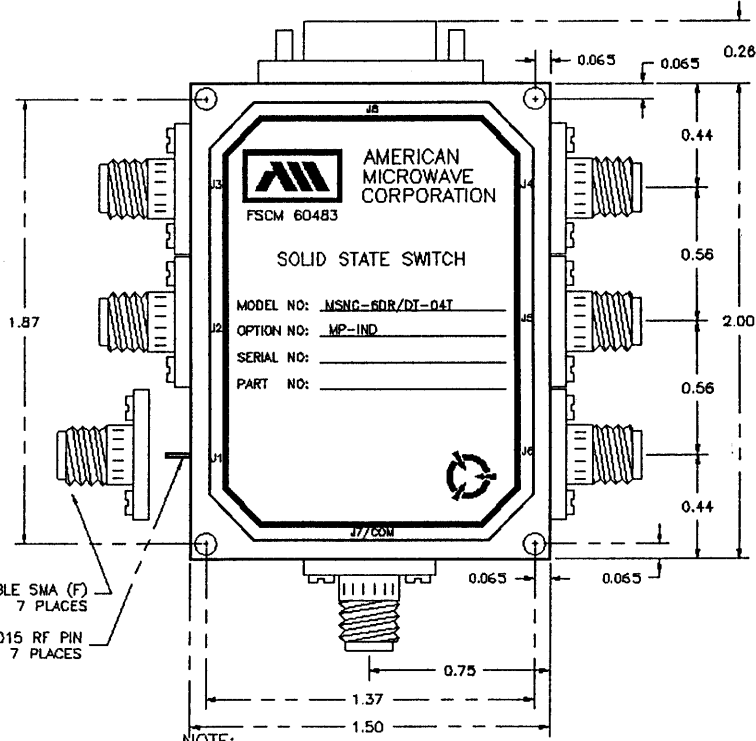 0.26
0.065
0.065
J8
0.44
AMERICAN
MICROWAVE
CORPORATION
J3
J4
FSCM 60483
0.56
SOLID STATE SWITCH
MODEL NO: MSNC-6DR/DT-04T
1.87
J2
J5
2.00
OPTION NO: MP-IND
SERIAL NO:
PART NO:
0.56
J1
J6
0.44
J7/COM
0.065
0.065
SMA (F)
7 PLACES
015 RF PIN
7 PLACES
0.75
1.37
1.50
NOTE: